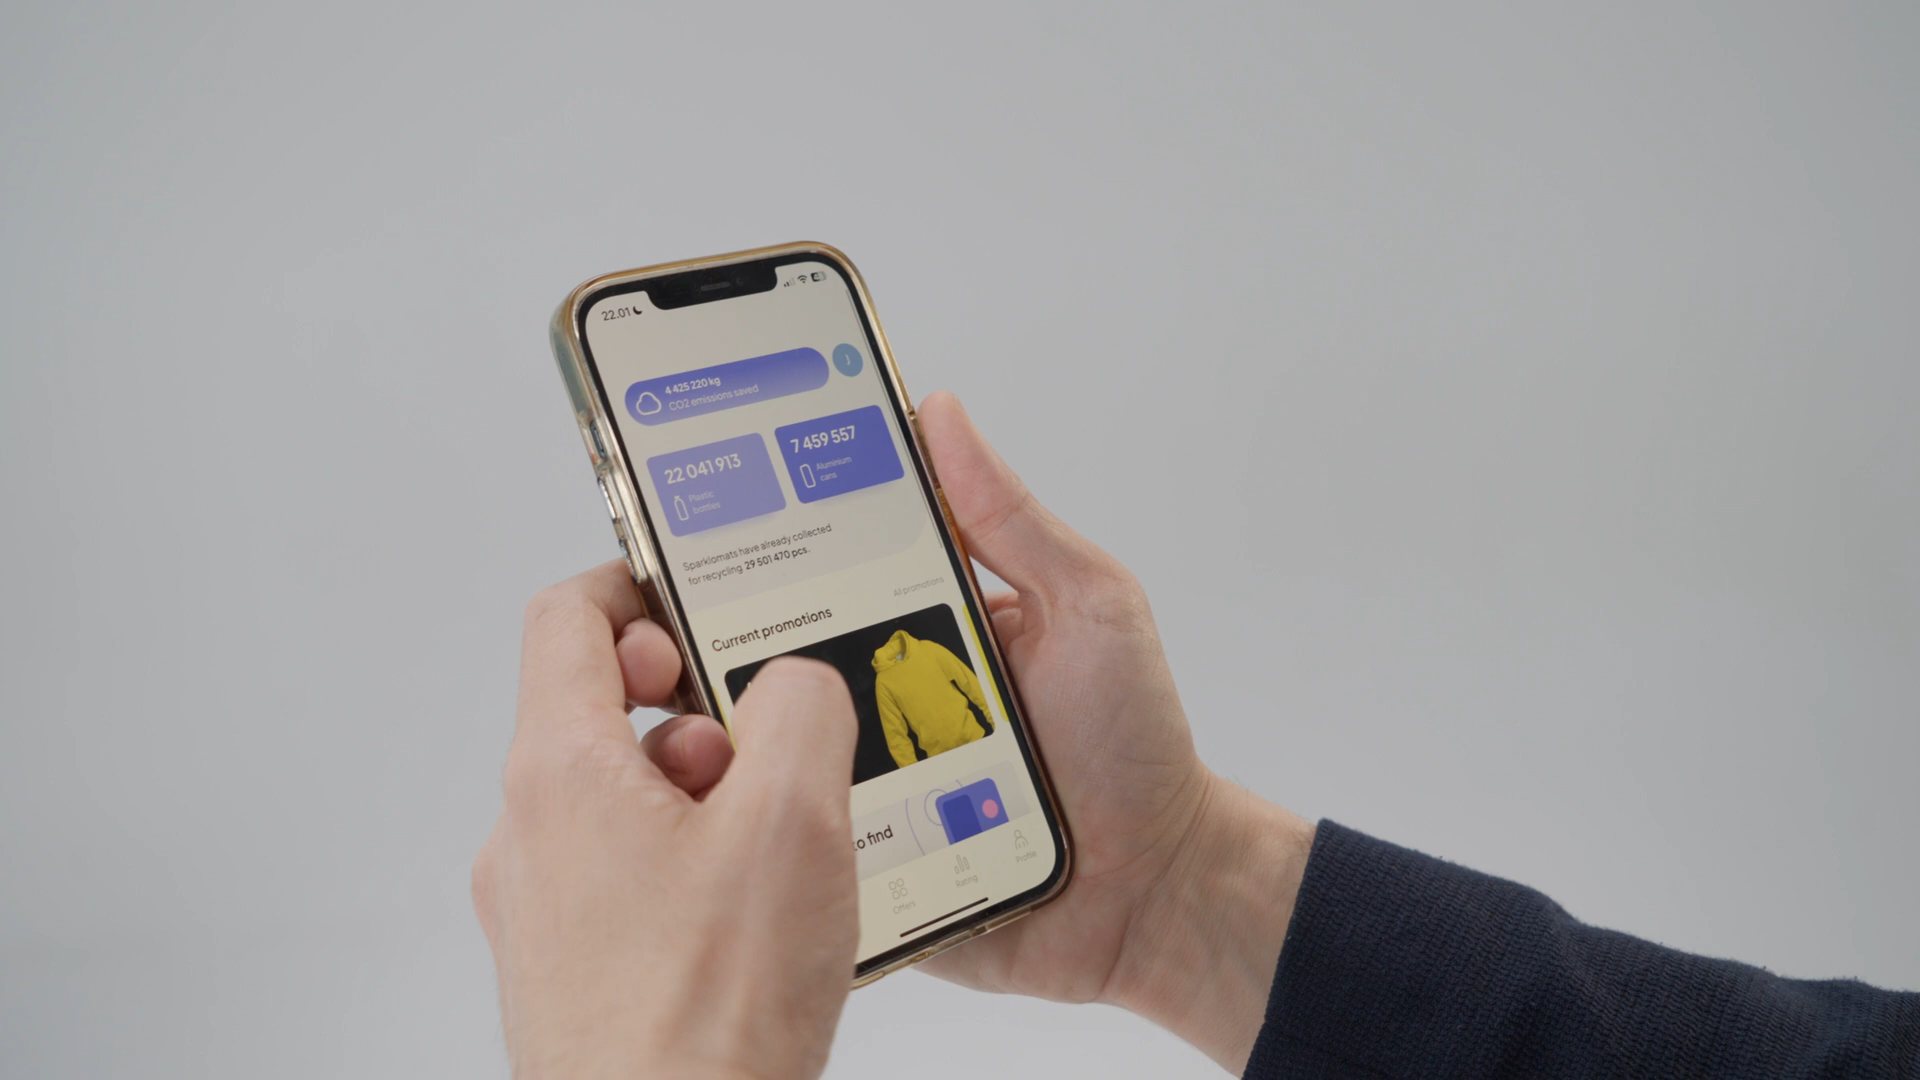 22.01
4 425 220 kg
CO2 emissions saved
J
22 041 913
Plastic
bottles
7 459 557
Aluminium
cans
Sparklomats have already collected
for recycling 29 501 470 pcs.
All promotions
Current promotions
to find
Offers
Rating
Profile